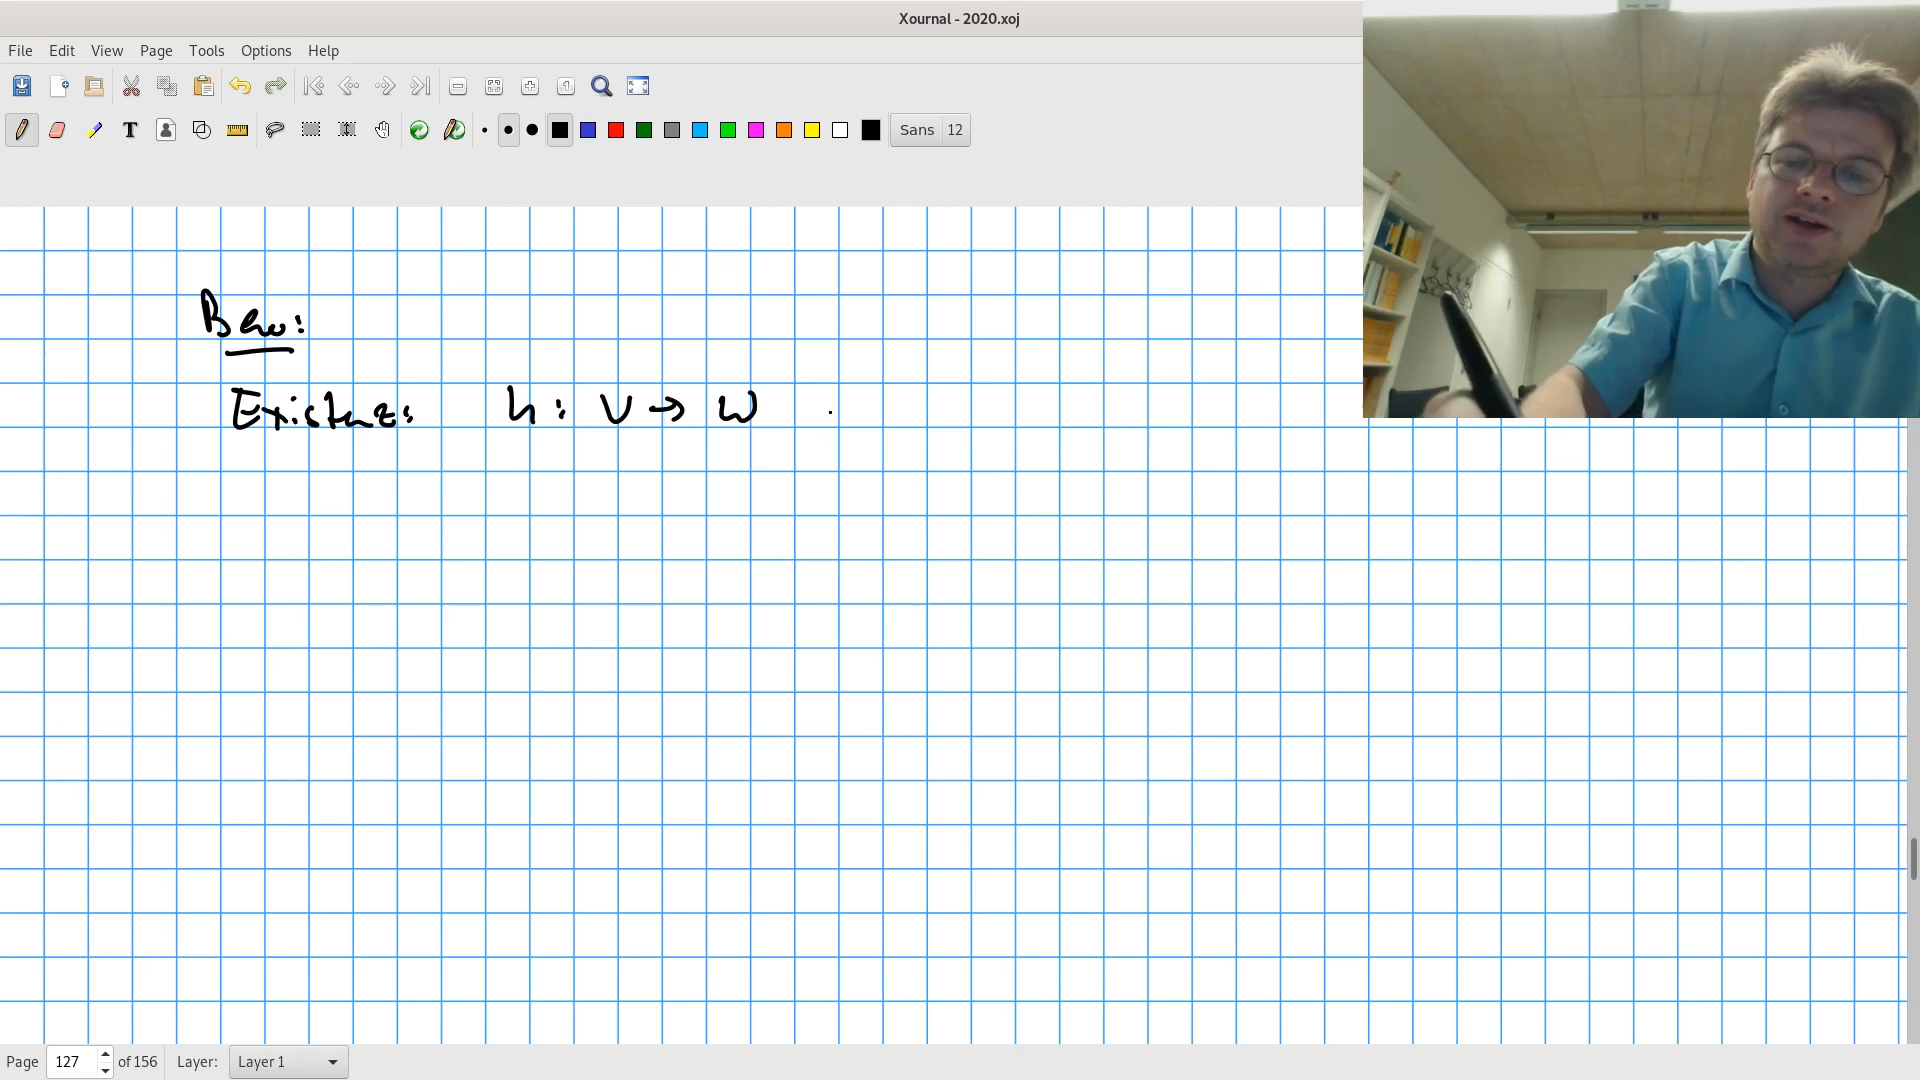 Xournal - 2020.xoj
File Edit View Page Tools Options Help
Sans 12
Bew:
Existenz: h: V → W .
Page 127 of 156 Layer: Layer 1